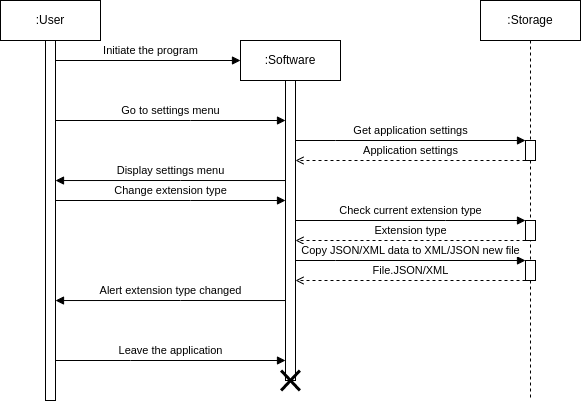 :User
:Storage
Initiate the program
:Software
Go to settings menu
Get application settings
Application settings
Display settings menu
Change extension type
Check current extension type
Extension type
Copy JSON/XML data to XML/JSON new file
File.JSON/XML
Alert extension type changed
Leave the application